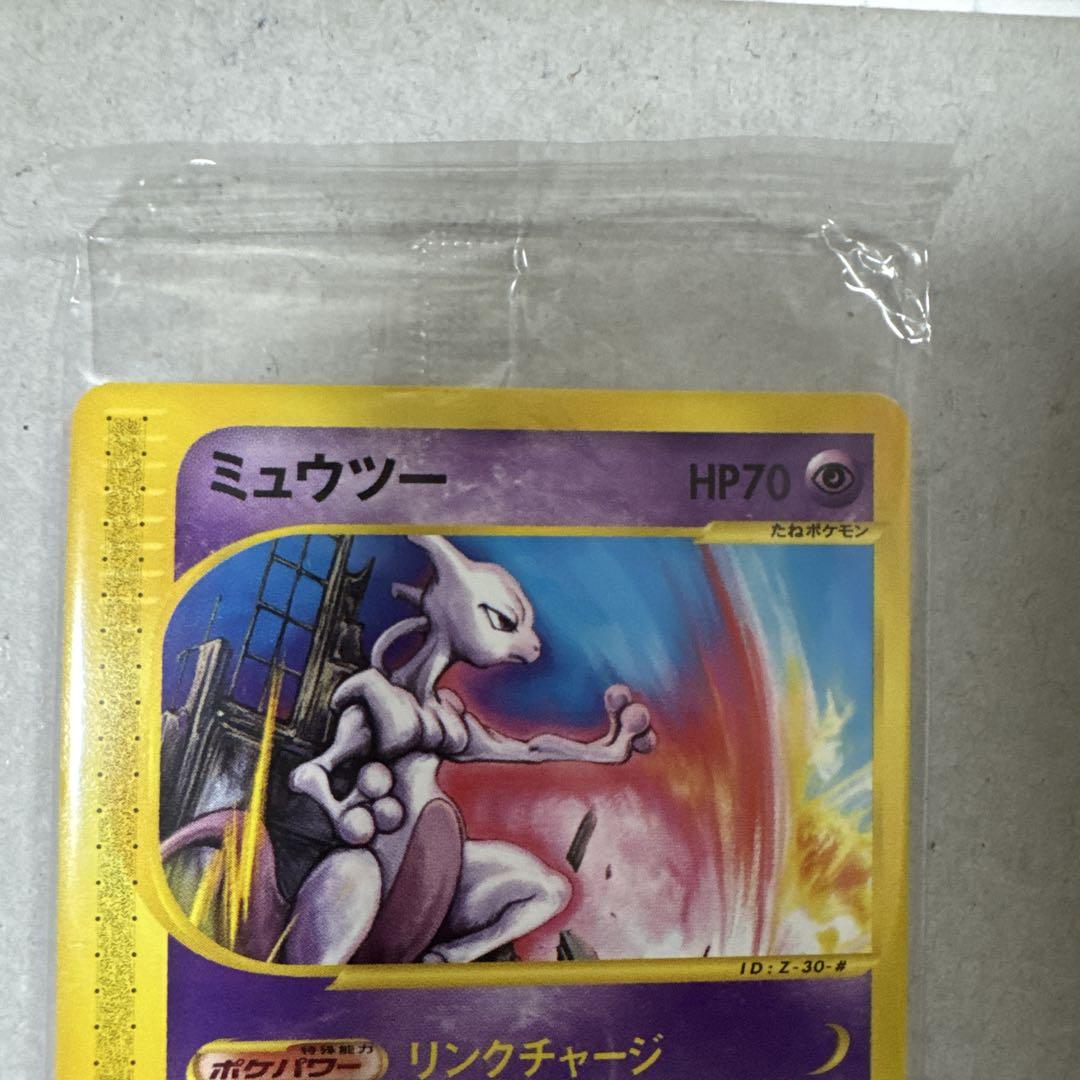 ミュウツー HP70
たねポケモン
ID:Z-30-#
特殊能力
ポケパワー リンクチャージ